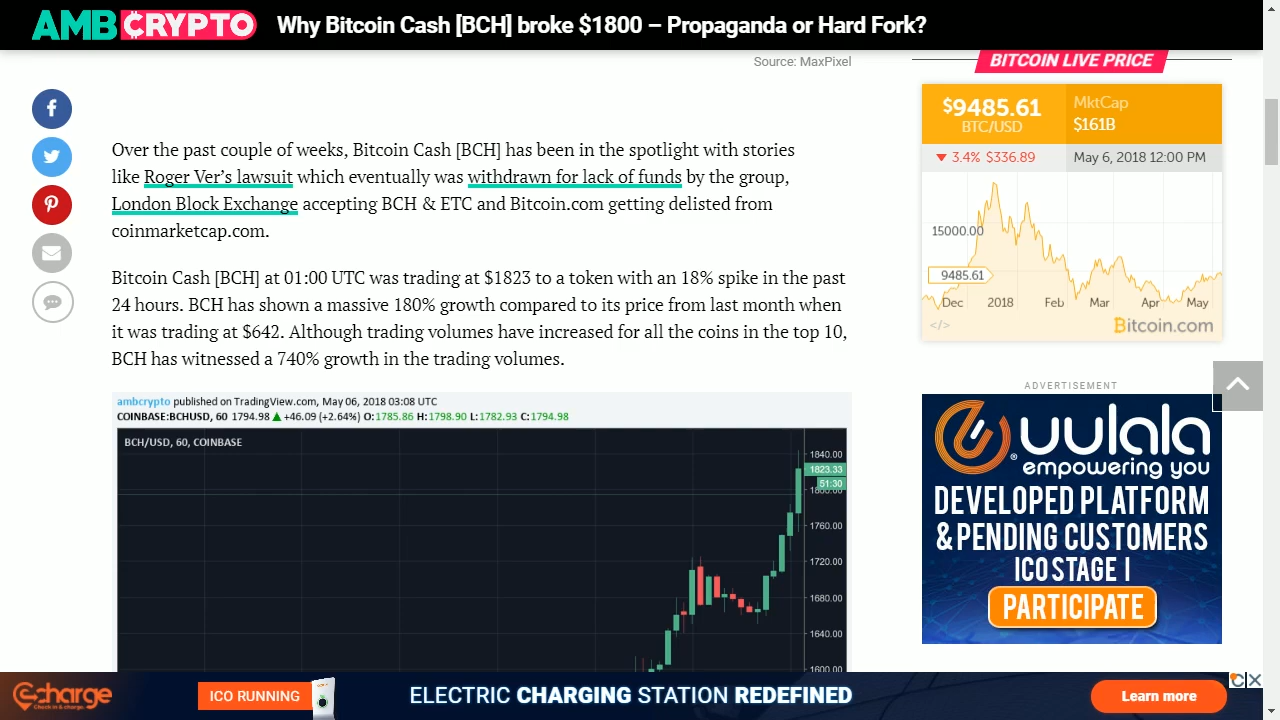 AMBCRYPTO
Why Bitcoin Cash [BCH] broke $1800 – Propaganda or Hard Fork?
Source: MaxPixel
Over the past couple of weeks, Bitcoin Cash [BCH] has been in the spotlight with stories
like Roger Ver's lawsuit which eventually was withdrawn for lack of funds by the group,
London Block Exchange accepting BCH & ETC and Bitcoin.com getting delisted from
coinmarketcap.com.
Bitcoin Cash [BCH] at 01:00 UTC was trading at $1823 to a token with an 18% spike in the past
24 hours. BCH has shown a massive 180% growth compared to its price from last month when
it was trading at $642. Although trading volumes have increased for all the coins in the top 10,
BCH has witnessed a 740% growth in the trading volumes.
ambcrypto published on TradingView.com, May 06, 2018 03:08 UTC
COINBASE:BCHUSD, 60 1794.98 ▲ +46.09 (+2.64%) O:1785.86 H:1798.90 L:1782.93 C:1794.98
BCH/USD, 60, COINBASE
1840.00
1823.33
51:30
1800.00
1760.00
1720.00
1680.00
1640.00
1600.00
BITCOIN LIVE PRICE
$9485.61
BTC/USD
MktCap
$161B
▼ 3.4% $336.89
May 6, 2018 12:00 PM
15000.00
9485.61
Dec 2018 Feb Mar Apr May
</>
Bitcoin.com
ADVERTISEMENT
uulala
empowering you
DEVELOPED PLATFORM
& PENDING CUSTOMERS
ICO STAGE I
PARTICIPATE
charge
Check in & charge.
ICO RUNNING
ELECTRIC CHARGING STATION REDEFINED
Learn more